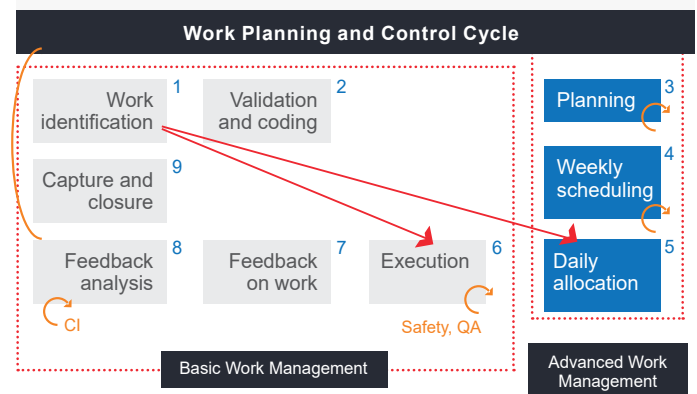 Work Planning and Control Cycle
1
Work
identification
2
Validation
and coding
3
Planning
4
Weekly
scheduling
5
Daily
allocation
6
Execution
Safety, QA
7
Feedback
on work
8
Feedback
analysis
CI
9
Capture and
closure
Basic Work Management
Advanced Work
Management